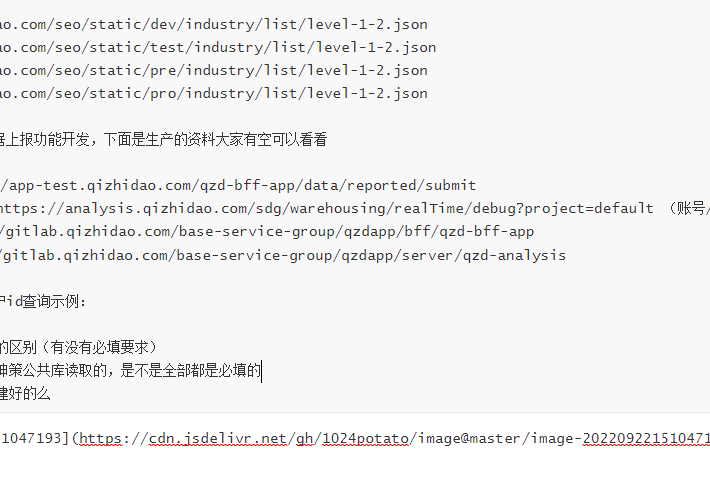 ao.com/seo/static/dev/industry/list/level-1-2.json
ao.com/seo/static/test/industry/list/level-1-2.json
ao.com/seo/static/pre/industry/list/level-1-2.json
ao.com/seo/static/pro/industry/list/level-1-2.json
据上报功能开发，下面是生产的资料大家有空可以看看
/app-test.qizhidao.com/qzd-bff-app/data/reported/submit
https://analysis.qizhidao.com/sdg/warehousing/realTime/debug?project=default （账号/
/gitlab.qizhidao.com/base-service-group/qzdapp/bff/qzd-bff-app
/gitlab.qizhidao.com/base-service-group/qzdapp/server/qzd-analysis
户id查询示例：
的区别（有没有必填要求）
神策公共库读取的，是不是全部都是必填的
建好的么
1047193](https://cdn.jsdelivr.net/gh/1024potato/image@master/image-202209221510471